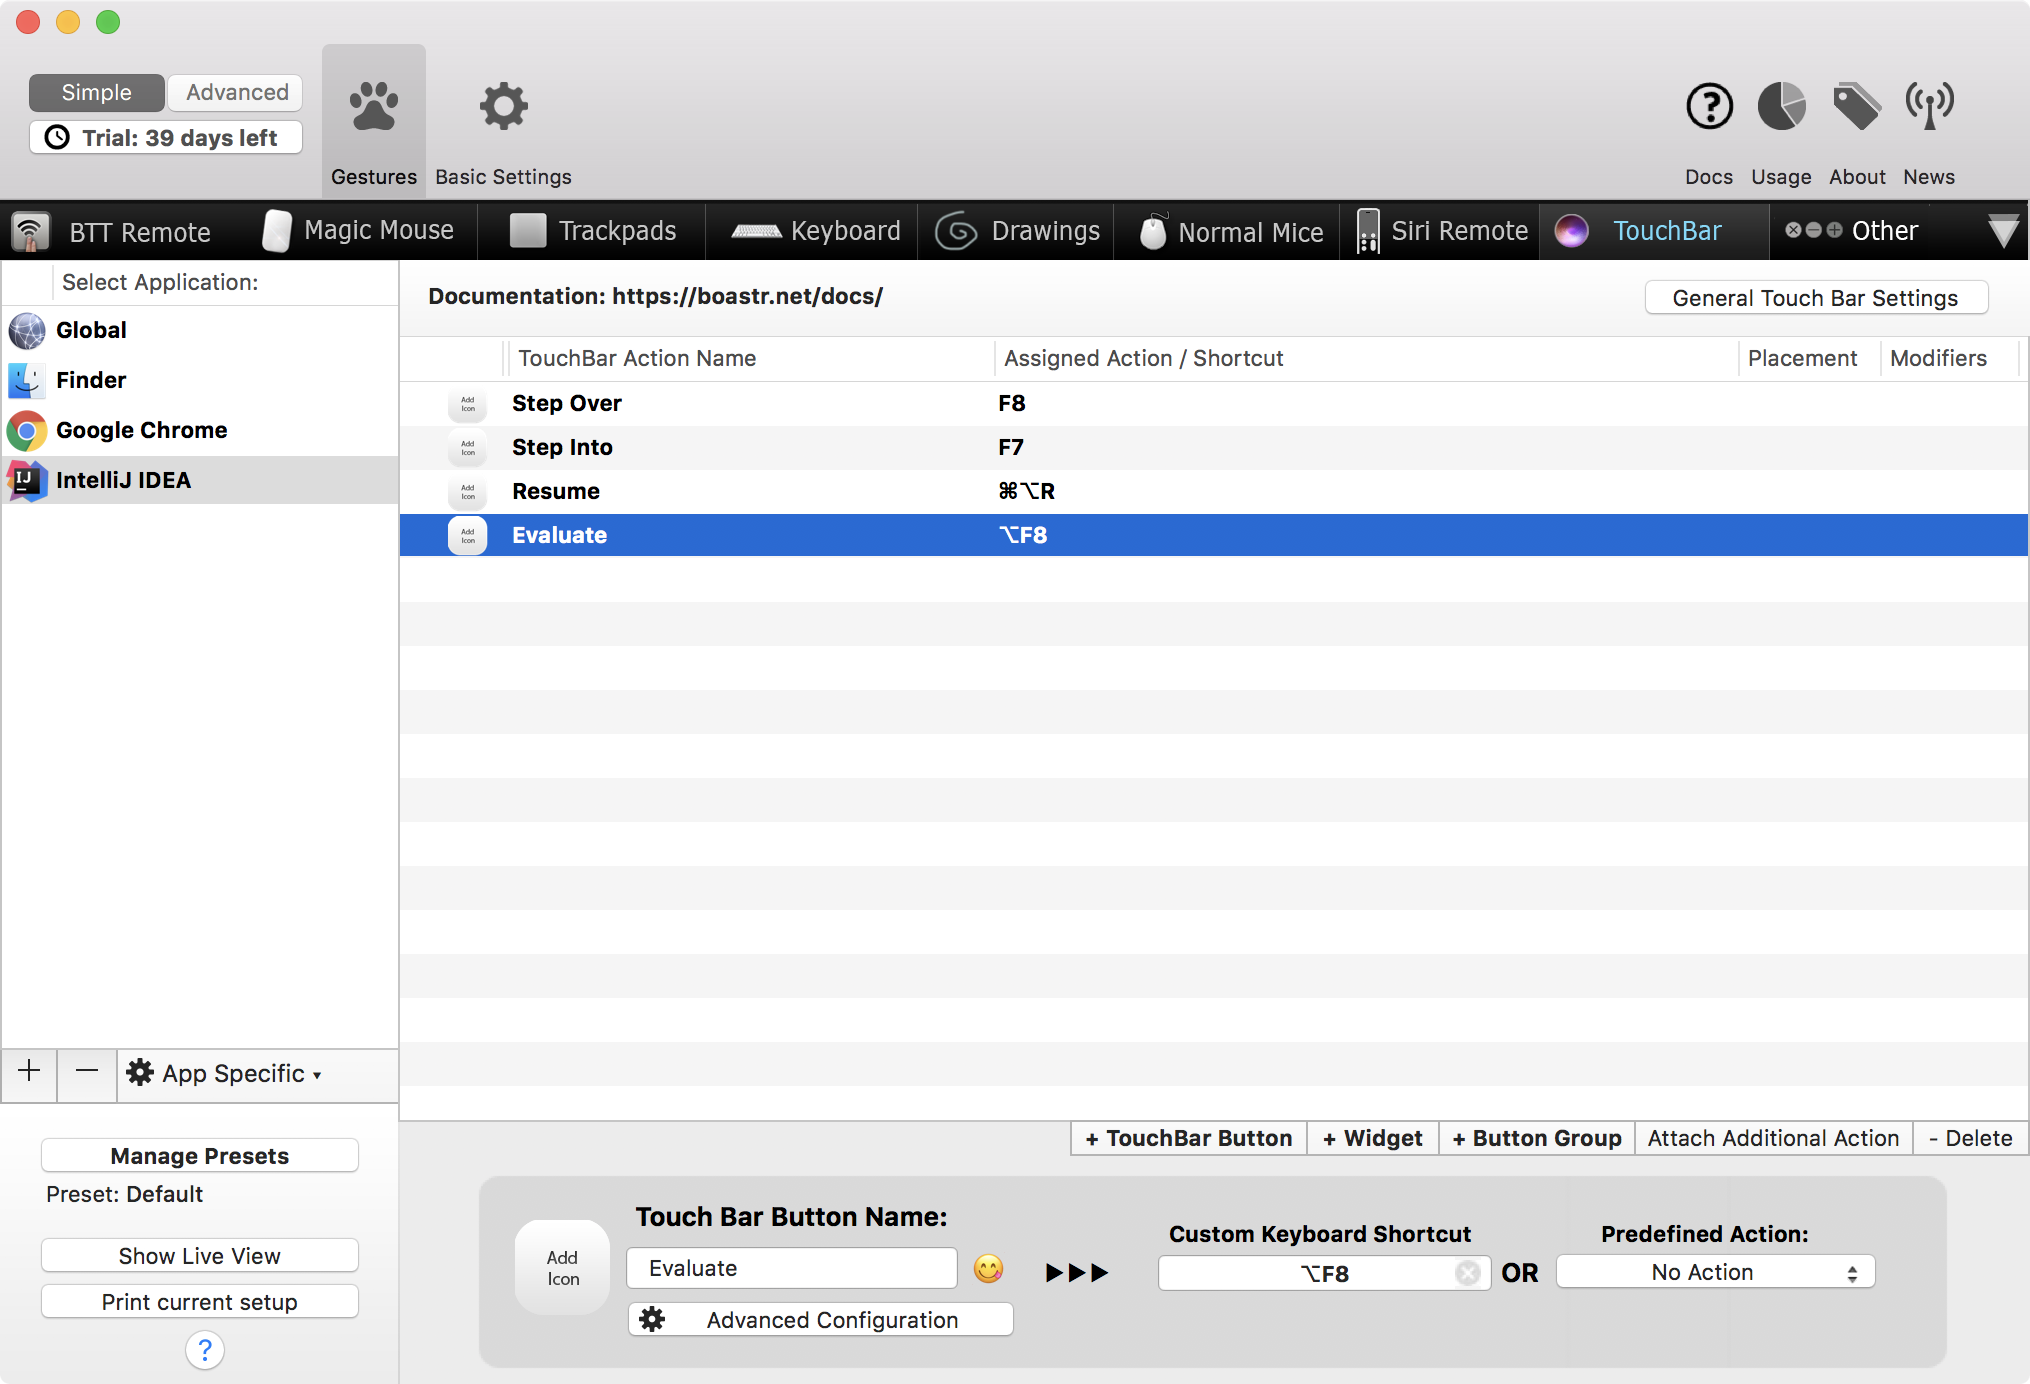 Simple Advanced
Trial: 39 days left
Gestures Basic Settings Docs Usage About News
BTT Remote Magic Mouse Trackpads Keyboard Drawings Normal Mice Siri Remote TouchBar Other
Select Application:
Global
Finder
Google Chrome
IJ IntelliJ IDEA
+ − App Specific ▾
Manage Presets
Preset: Default
Show Live View
Print current setup
?
Documentation: https://boastr.net/docs/ General Touch Bar Settings
TouchBar Action Name Assigned Action / Shortcut Placement Modifiers
Add Icon Step Over F8
Add Icon Step Into F7
Add Icon Resume ⌘⌥R
Add Icon Evaluate ⌥F8
+ TouchBar Button + Widget + Button Group Attach Additional Action - Delete
Add Icon
Touch Bar Button Name:
Evaluate
Advanced Configuration
Custom Keyboard Shortcut
⌥F8
OR
Predefined Action:
No Action